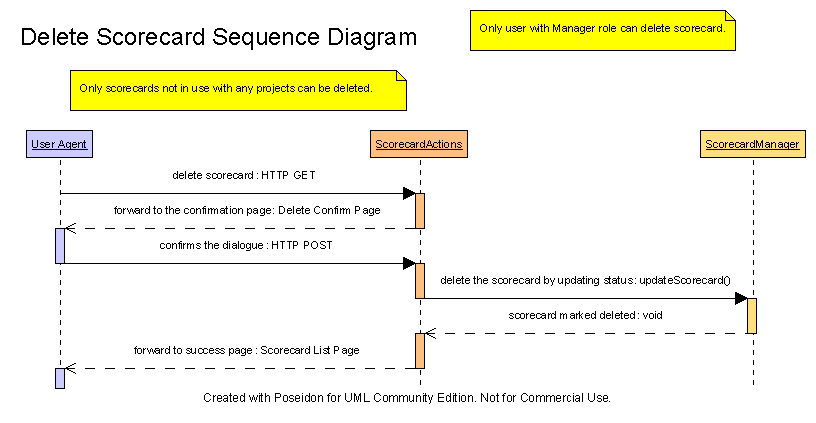 Only user with Manager role can delete scorecard.
Delete Scorecard Sequence Diagram
Only scorecards not in use with any projects can be deleted.
User Agent
ScorecardActions
ScorecardManager
delete scorecard : HTTP GET
forward to the confirmation page: Delete Confirm Page
confirms the dialogue : HTTP POST
delete the scorecard by updating status: updateScorecard()
scorecard marked deleted : void
forward to success page : Scorecard List Page
Created with Poseidon for UML Community Edition. Not for Commercial Use.